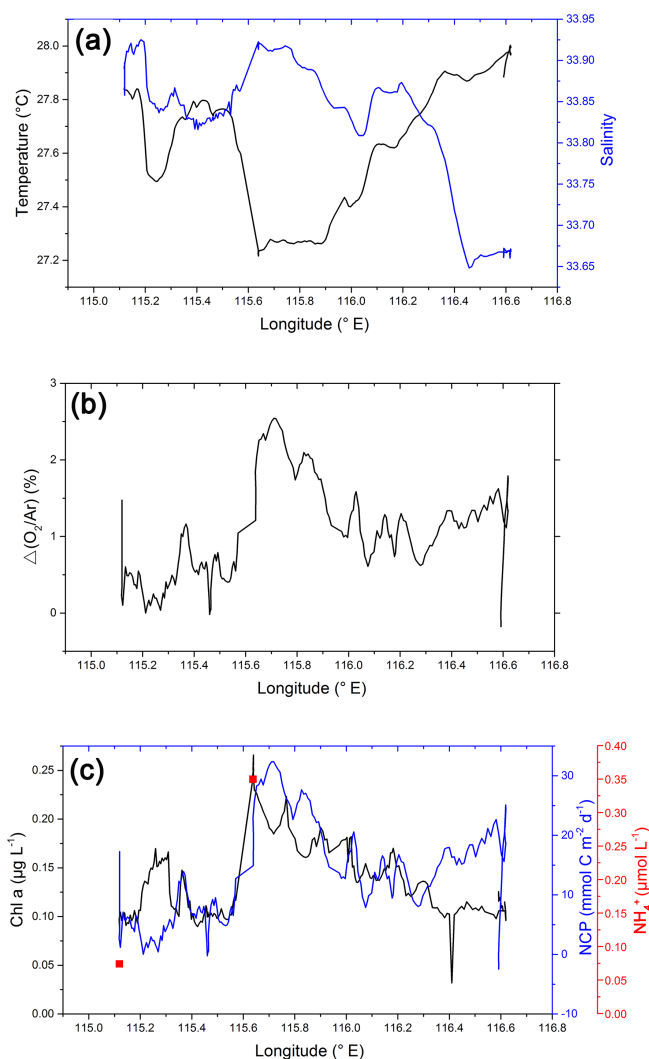 (a)
28.0
27.8
27.6
27.4
27.2
Temperature (°C)
33.95
33.90
33.85
33.80
33.75
33.70
33.65
Salinity
115.0 115.2 115.4 115.6 115.8 116.0 116.2 116.4 116.6 116.8
Longitude (° E)
(b)
3
2
1
0
△(O₂/Ar) (%)
115.0 115.2 115.4 115.6 115.8 116.0 116.2 116.4 116.6 116.8
Longitude (° E)
(c)
0.25
0.20
0.15
0.10
0.05
0.00
Chl a (µg L⁻¹)
30
20
10
0
-10
NCP (mmol C m⁻² d⁻¹)
0.40
0.35
0.30
0.25
0.20
0.15
0.10
0.05
0.00
NH₄⁺ (µmol L⁻¹)
115.0 115.2 115.4 115.6 115.8 116.0 116.2 116.4 116.6 116.8
Longitude (° E)